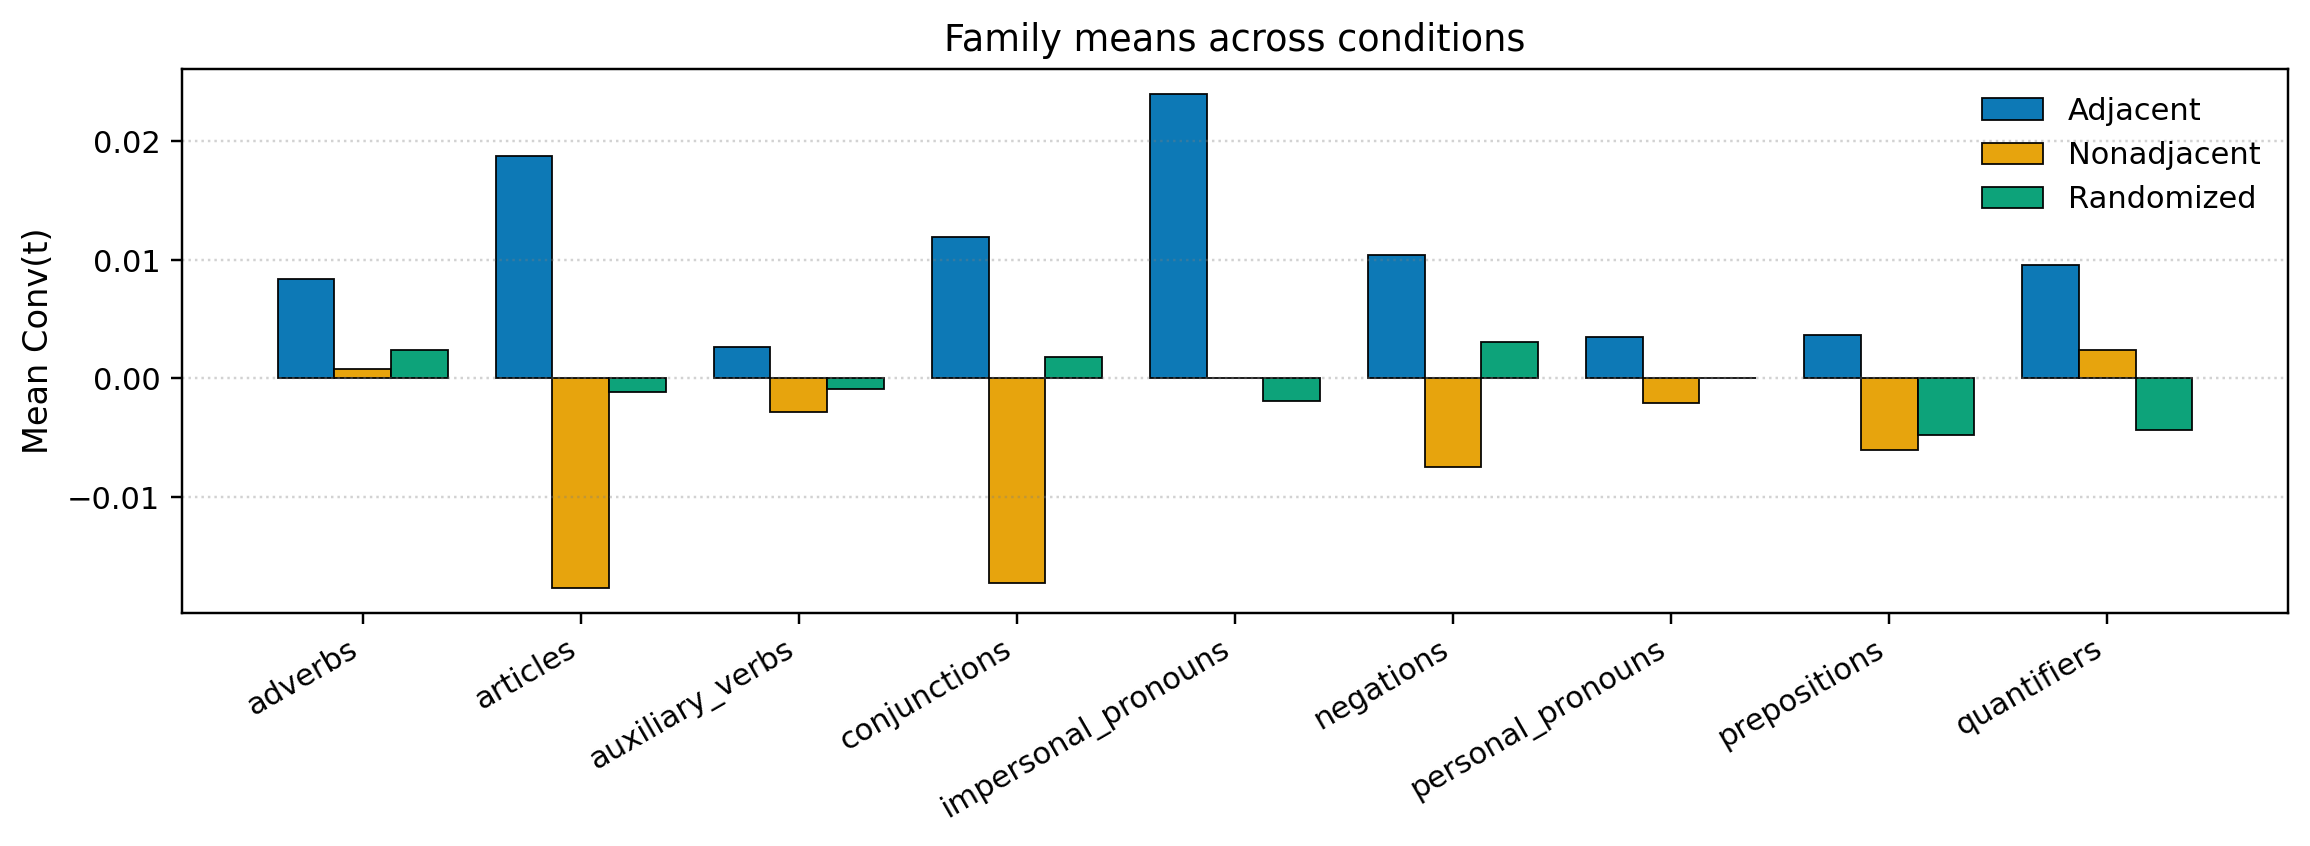 Family means across conditions
Mean Conv(t)
0.02
0.01
0.00
−0.01
Adjacent
Nonadjacent
Randomized
adverbs
articles
auxiliary_verbs
conjunctions
impersonal_pronouns
negations
personal_pronouns
prepositions
quantifiers